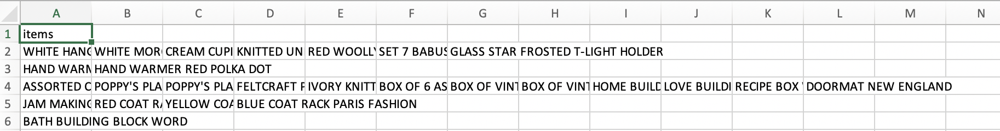 A B C D E F G H I J K L M N
1 items
2 WHITE HANG WHITE MOR CREAM CUPI KNITTED UN RED WOOLLY SET 7 BABUS GLASS STAR FROSTED T-LIGHT HOLDER
3 HAND WARM HAND WARMER RED POLKA DOT
4 ASSORTED C POPPY'S PLA POPPY'S PLA FELTCRAFT IVORY KNITT BOX OF 6 AS BOX OF VINT BOX OF VINT HOME BUILD LOVE BUILDI RECIPE BOX DOORMAT NEW ENGLAND
5 JAM MAKING RED COAT RA YELLOW COA BLUE COAT RACK PARIS FASHION
6 BATH BUILDING BLOCK WORD